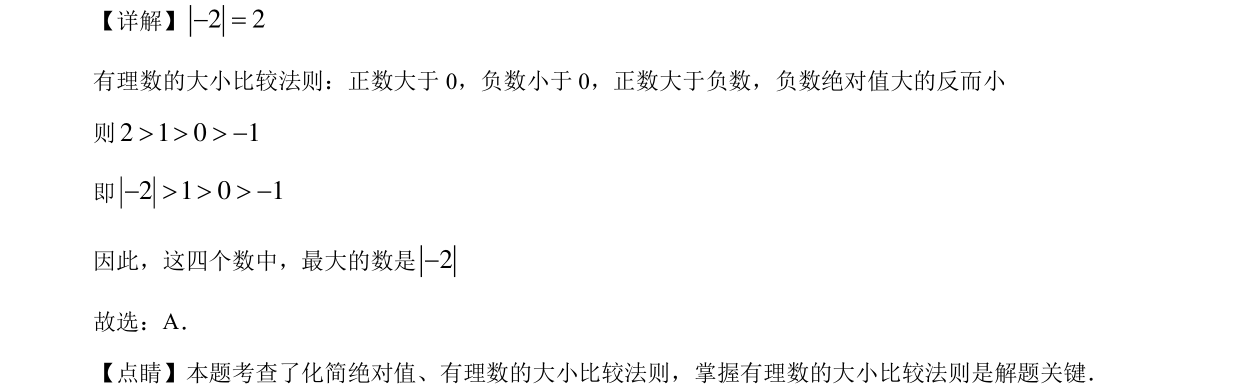 【详解】|−2| = 2
有理数的大小比较法则：正数大于 0，负数小于 0，正数大于负数，负数绝对值大的反而小
则 2 > 1 > 0 > −1
即 |−2| > 1 > 0 > −1
因此，这四个数中，最大的数是 |−2|
故选：A．
【点睛】本题考查了化简绝对值、有理数的大小比较法则，掌握有理数的大小比较法则是解题关键．